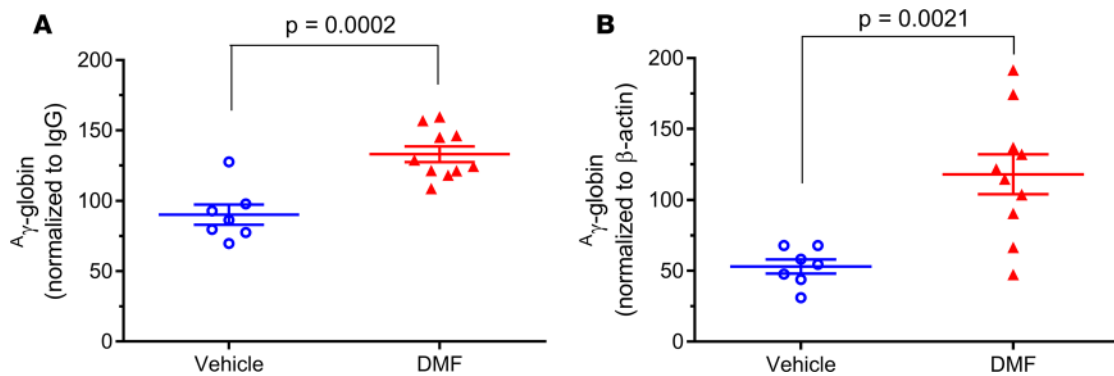 A
p = 0.0002
ᴬγ-globin
(normalized to IgG)
200
150
100
50
0
Vehicle
DMF
B
p = 0.0021
ᴬγ-globin
(normalized to β-actin)
200
150
100
50
0
Vehicle
DMF